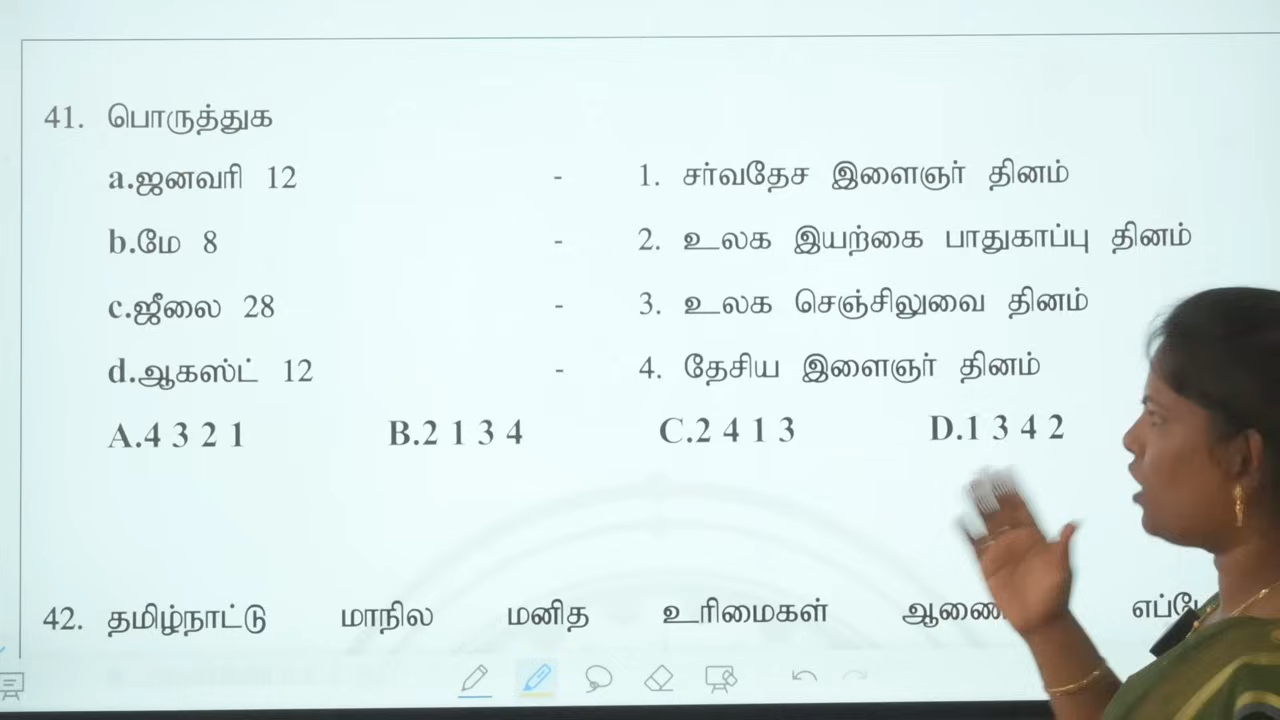 41. பொருத்துக
a.ஜனவரி 12 - 1. சர்வதேச இளைஞர் தினம்
b.மே 8 - 2. உலக இயற்கை பாதுகாப்பு தினம்
c.ஜீலை 28 - 3. உலக செஞ்சிலுவை தினம்
d.ஆகஸ்ட் 12 - 4. தேசிய இளைஞர் தினம்
A.4 3 2 1 B.2 1 3 4 C.2 4 1 3 D.1 3 4 2
42. தமிழ்நாட்டு மாநில மனித உரிமைகள்